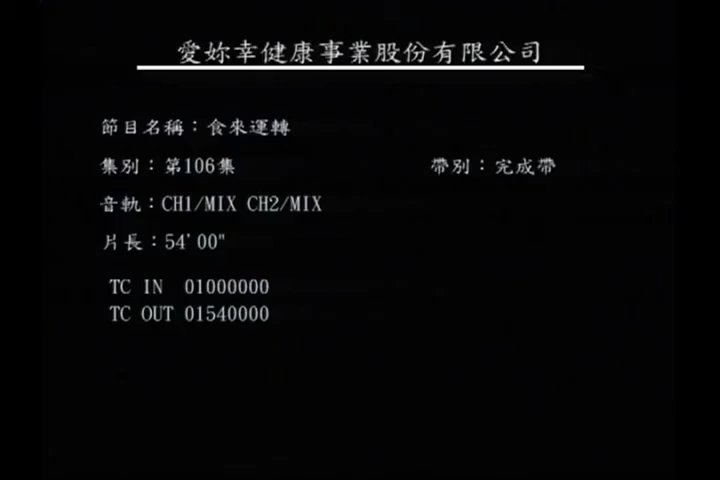 愛妳幸健康事業股份有限公司
節目名稱：食來運轉
集別：第106集 帶別：完成帶
音軌：CH1/MIX CH2/MIX
片長：54'00"
TC IN 01000000
TC OUT 01540000